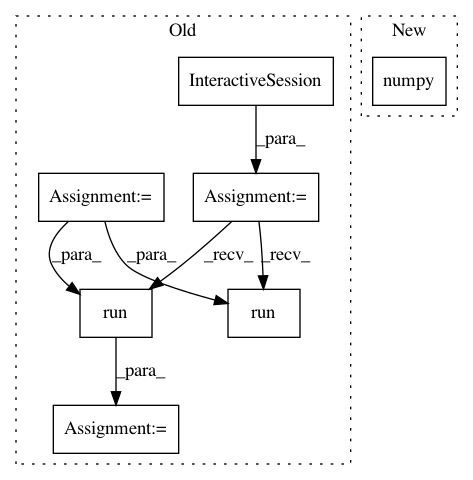 Old
New
InteractiveSession
numpy
_para_
Assignment:=
Assignment:=
_para_
_para_
_recv_
_recv_
run
run
_para_
Assignment:=